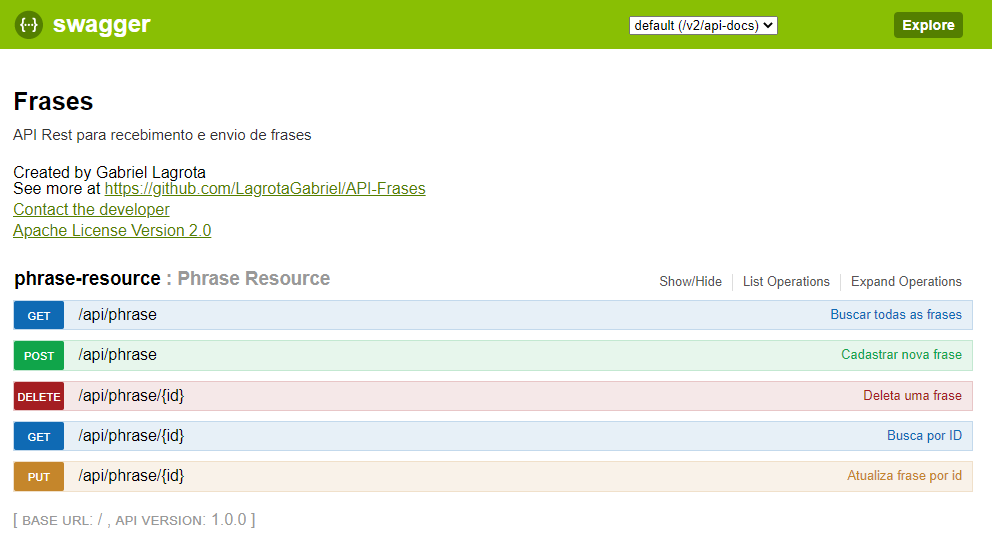 {···} swagger default (/v2/api-docs) Explore
Frases
API Rest para recebimento e envio de frases
Created by Gabriel Lagrota
See more at https://github.com/LagrotaGabriel/API-Frases
Contact the developer
Apache License Version 2.0
phrase-resource : Phrase Resource Show/Hide List Operations Expand Operations
GET /api/phrase Buscar todas as frases
POST /api/phrase Cadastrar nova frase
DELETE /api/phrase/{id} Deleta uma frase
GET /api/phrase/{id} Busca por ID
PUT /api/phrase/{id} Atualiza frase por id
[ BASE URL: / , API VERSION: 1.0.0 ]